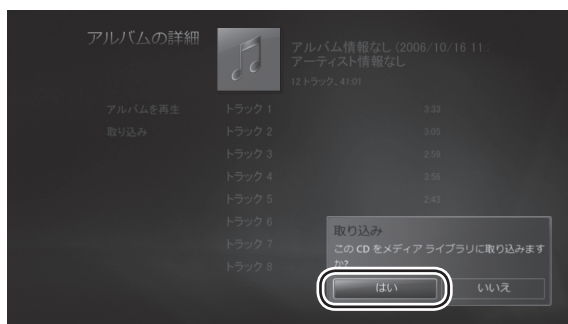 アルバムの詳細
アルバム情報なし (2006/10/16 11:.
アーティスト情報なし
12 トラック、41:01
アルバムを再生
取り込み
トラック 1 3:33
トラック 2 3:05
トラック 3 2:59
トラック 4 3:56
トラック 5 2:43
トラック 6
トラック 7
トラック 8
取り込み
この CD をメディア ライブラリに取り込みます
か?
はい いいえ